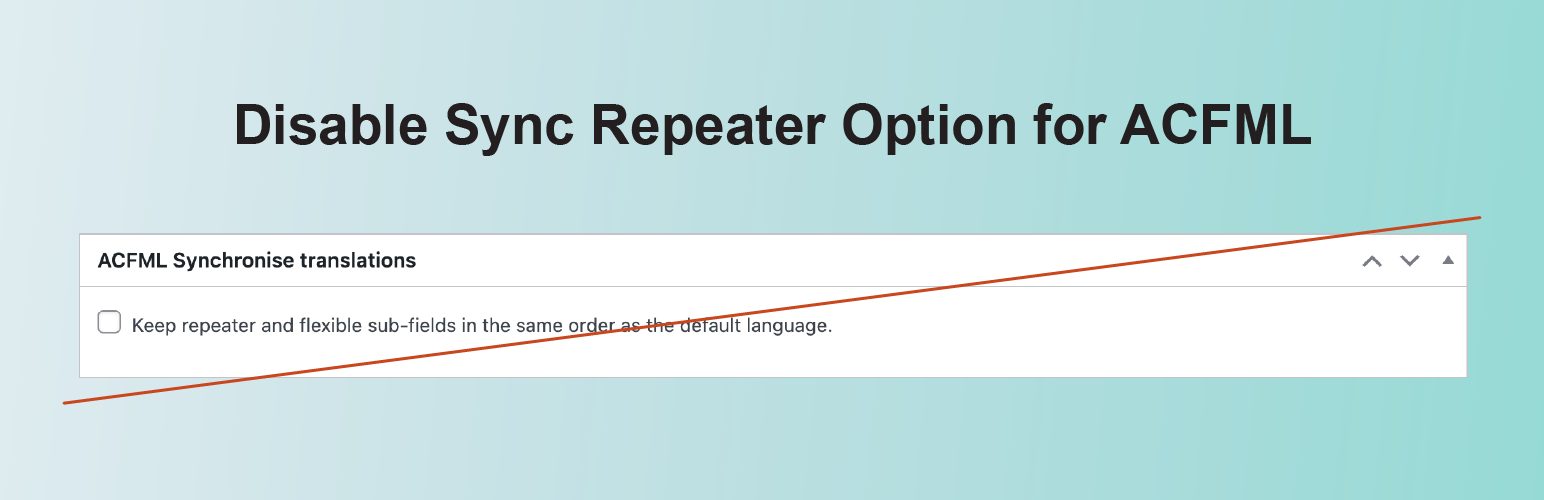 Disable Sync Repeater Option for ACFML
ACFML Synchronise translations
Keep repeater and flexible sub-fields in the same order as the default language.